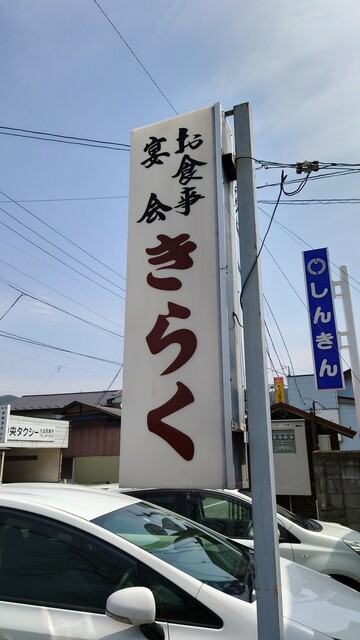 お食事
宴会
きらく
しんきん
央タクシー